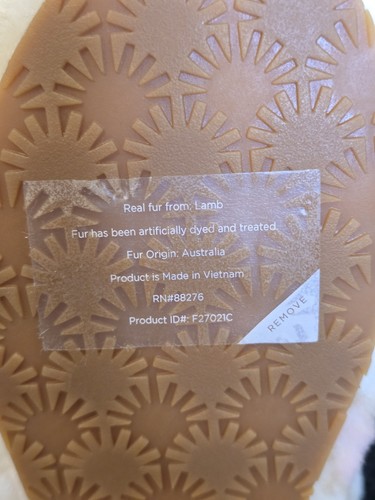 Real fur from: Lamb
Fur has been artificially dyed and treated
Fur Origin: Australia
Product is Made in Vietnam
RN#88276
Product ID#: F27021C
REMOVE